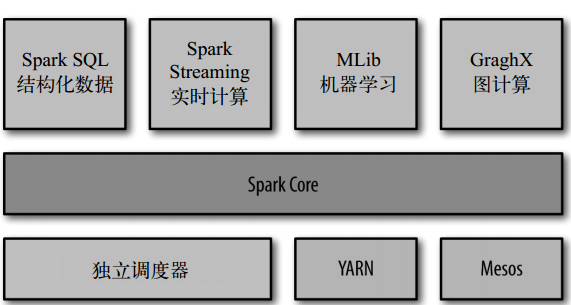 Spark SQL
结构化数据
Spark
Streaming
实时计算
MLib
机器学习
GraghX
图计算
Spark Core
独立调度器
YARN
Mesos